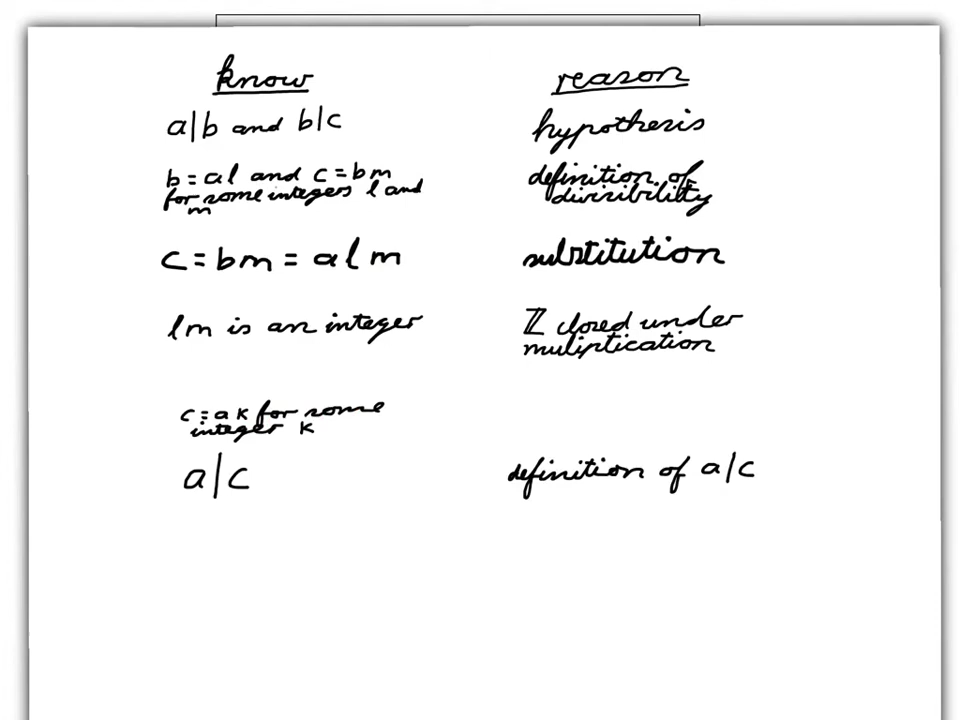 know reason
a|b and b|c hypothesis
b = al and c = bm definition of
for some integers l and divisibility
m
c = bm = alm substitution
lm is an integer ℤ closed under
muliptication
c = ak for some
integer k
a|c definition of a|c